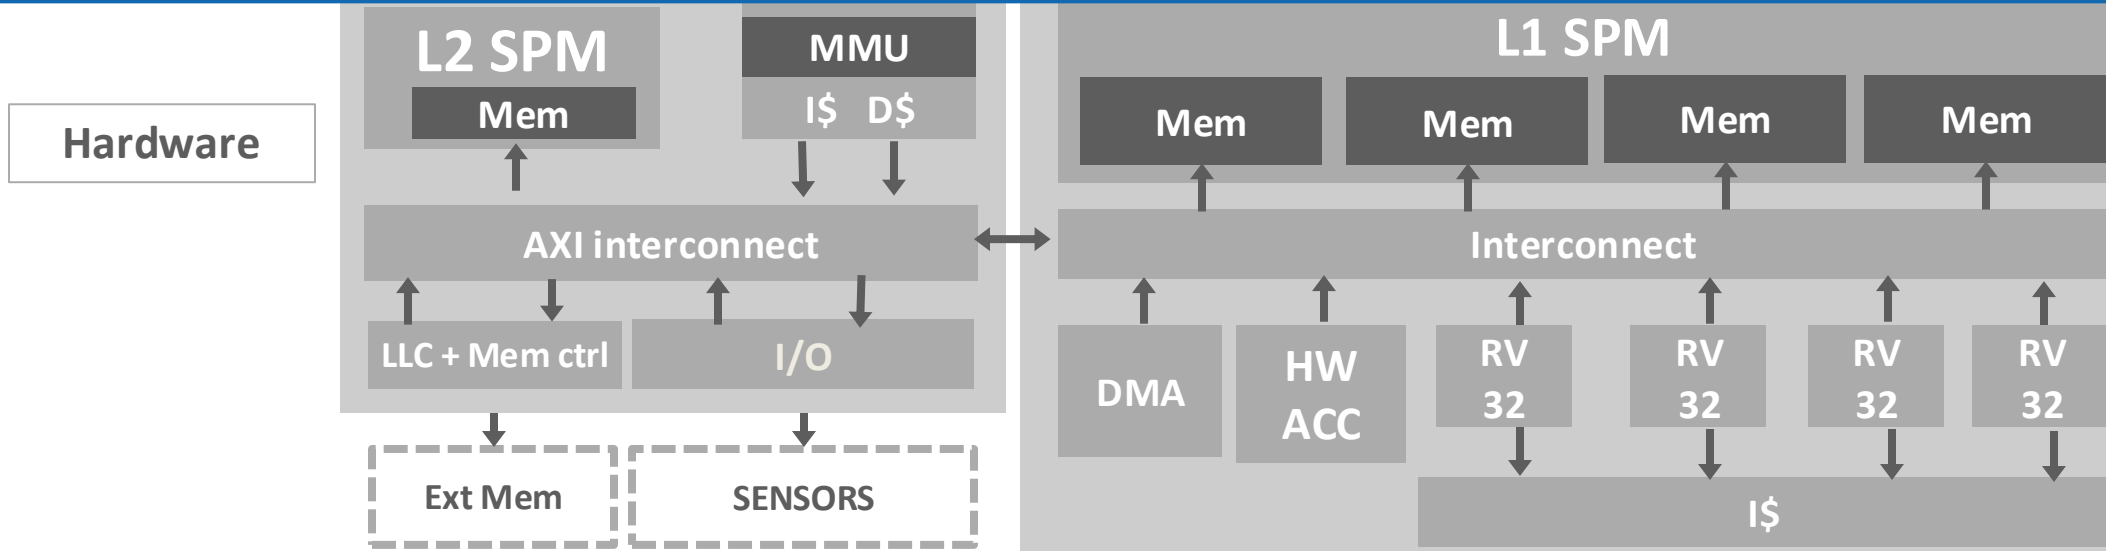 Hardware
L2 SPM
Mem
MMU
I$ D$
AXI interconnect
LLC + Mem ctrl
I/O
Ext Mem
SENSORS
L1 SPM
Mem
Mem
Mem
Mem
Interconnect
DMA
HW
ACC
RV
32
RV
32
RV
32
RV
32
I$